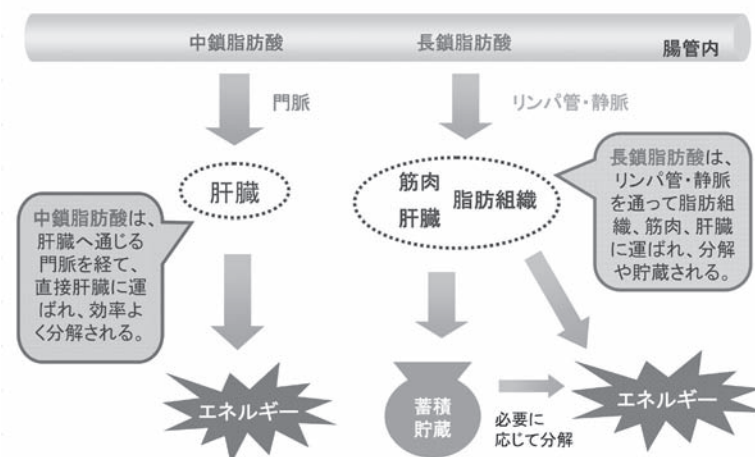 中鎖脂肪酸
長鎖脂肪酸
腸管内
門脈
リンパ管・静脈
肝臓
筋肉
肝臓
脂肪組織
中鎖脂肪酸は、
肝臓へ通じる
門脈を経て、
直接肝臓に運
ばれ、効率よ
く分解される。
長鎖脂肪酸は、
リンパ管・静脈
を通って脂肪組
織、筋肉、肝臓
に運ばれ、分解
や貯蔵される。
エネルギー
蓄積
貯蔵
必要に
応じて分解
エネルギー